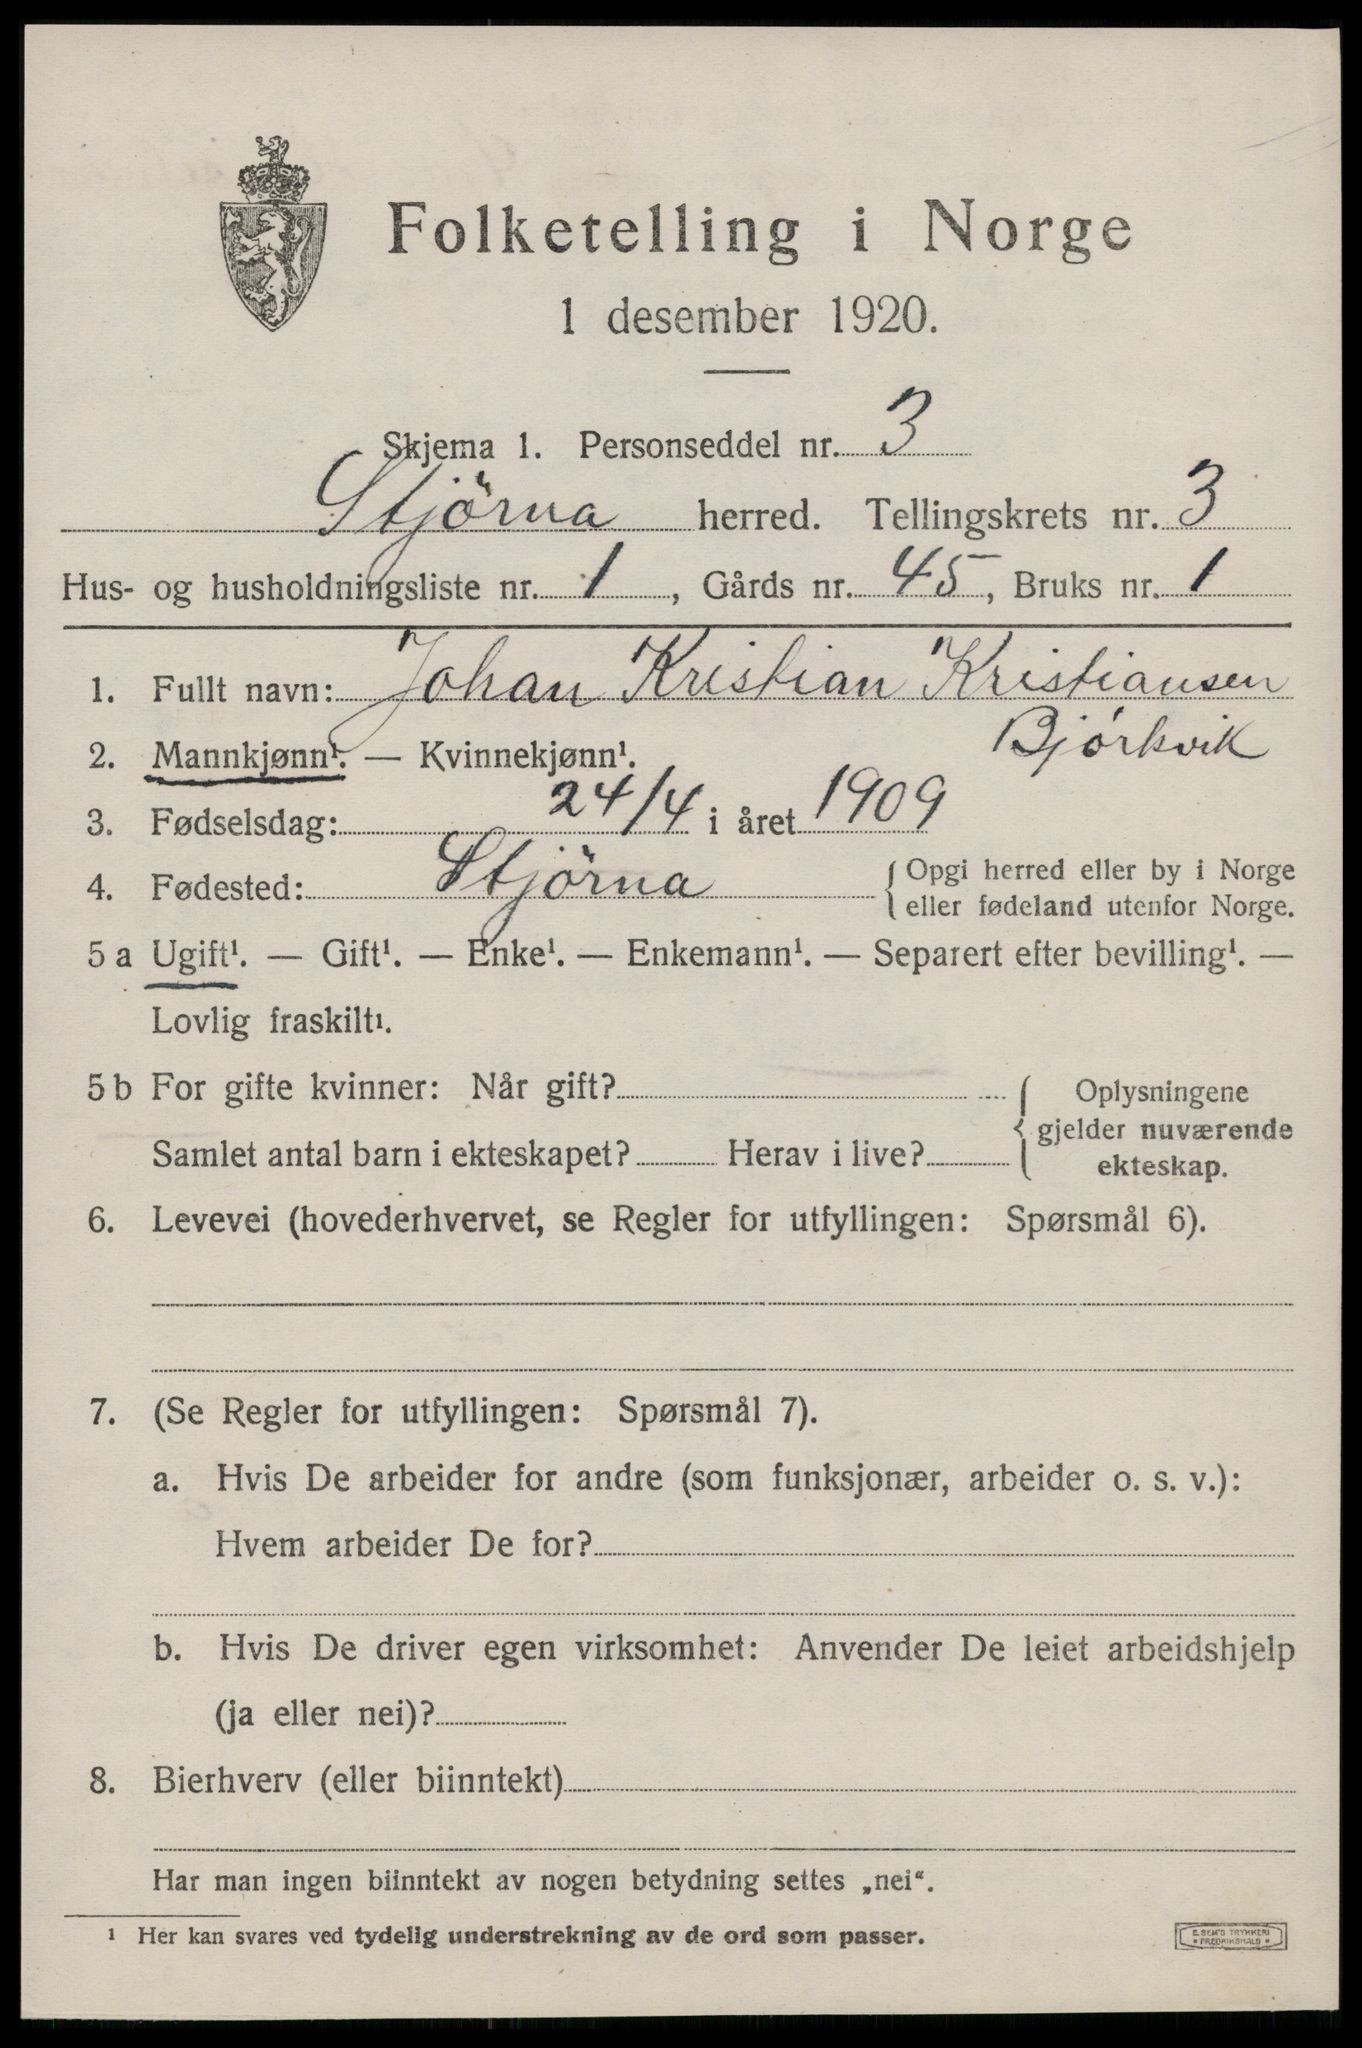 Folketelling i Norge
1 desember 1920.
Skjema 1. Personseddel nr. 3
Stjörna herred. Tellingskrets nr. 3
Hus- og husholdningsliste nr. 1, Gårds nr. 45, Bruks nr. 1
1. Fullt navn: Johan Kristian Kristiansen
Bjórkvik
2. Mannkjønn¹. — Kvinnekjønn¹.
3. Fødselsdag: 24/4 i året 1909
4. Fødested: Stjörna {Opgi herred eller by i Norge
eller fødeland utenfor Norge.
5 a Ugift¹. — Gift¹. — Enke¹. — Enkemann¹. — Separert efter bevilling¹. —
Lovlig fraskilt¹.
5 b For gifte kvinner: Når gift? { Oplysningene
gjelder nuværende
Samlet antal barn i ekteskapet? Herav i live? ekteskap.
6. Levevei (hovederhvervet, se Regler for utfyllingen: Spørsmål 6).
7. (Se Regler for utfyllingen: Spørsmål 7).
a. Hvis De arbeider for andre (som funksjonær, arbeider o. s. v.):
Hvem arbeider De for?
b. Hvis De driver egen virksomhet: Anvender De leiet arbeidshjelp
(ja eller nei)?
8. Bierhverv (eller biinntekt)
Har man ingen biinntekt av nogen betydning settes „nei“.
¹ Her kan svares ved tydelig understrekning av de ord som passer.
E. SEM'S TRYKKERI
* FREDRIKSHALD *